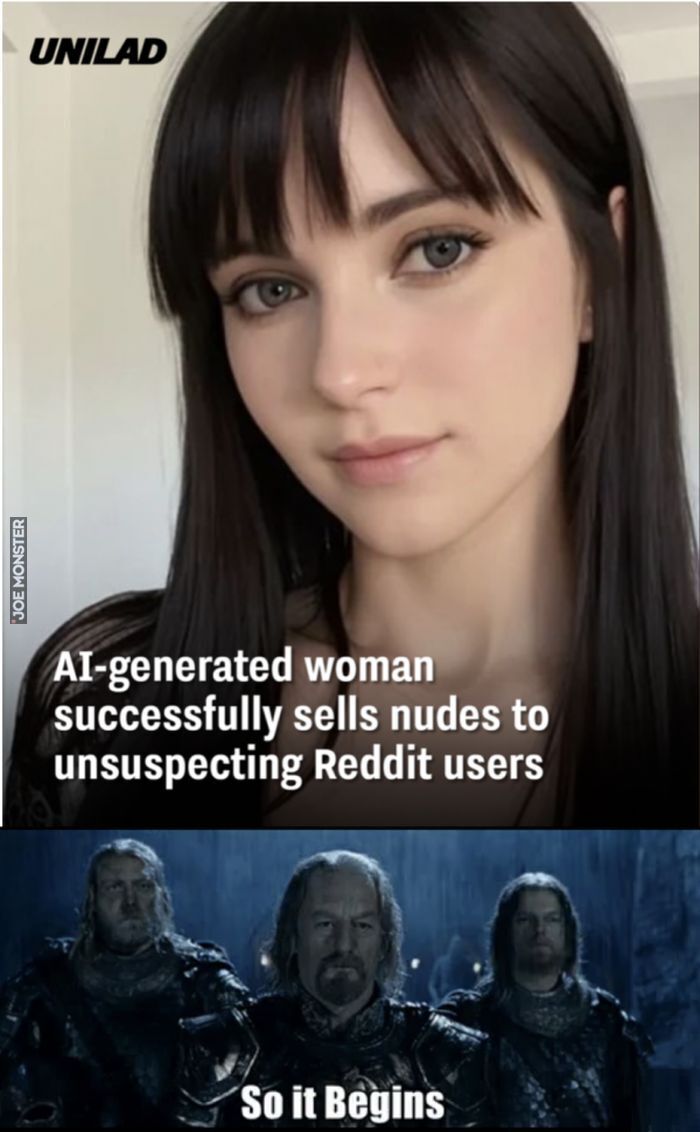 UNILAD
JOE MONSTER
AI-generated woman
successfully sells nudes to
unsuspecting Reddit users
So it Begins